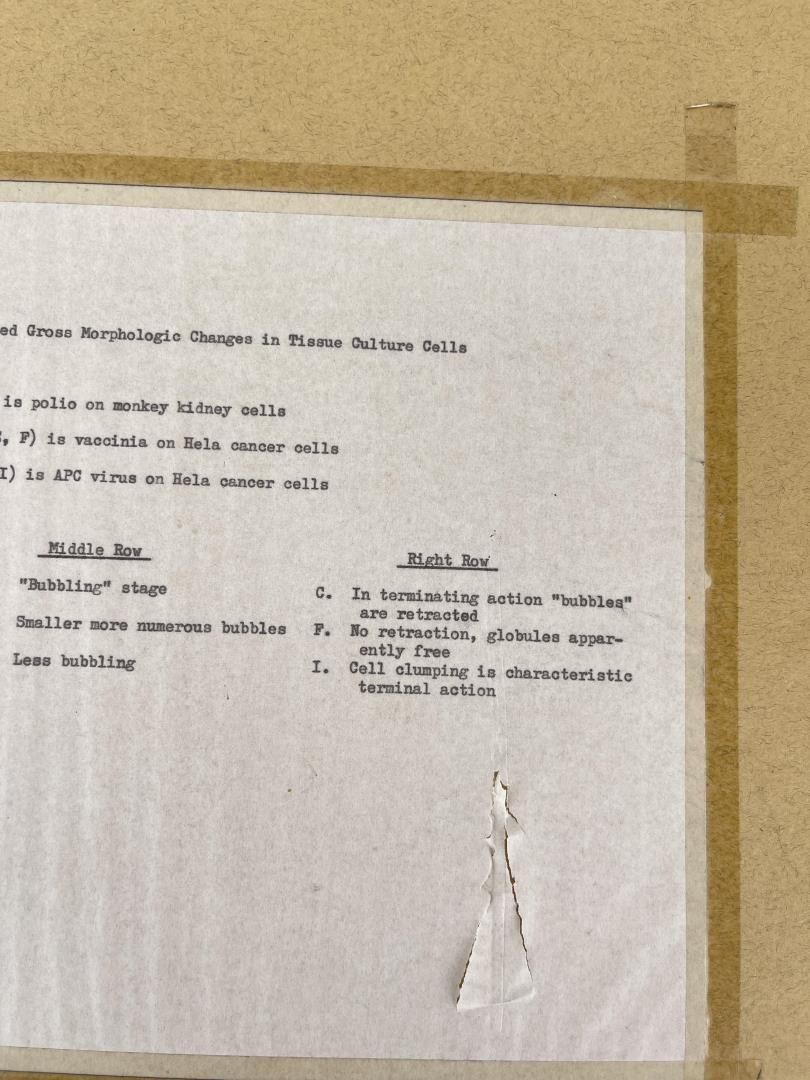 ed Gross Morphologic Changes in Tissue Culture Cells
is polio on monkey kidney cells
, F) is vaccinia on Hela cancer cells
I) is APC virus on Hela cancer cells
Middle Row
"Bubbling" stage
Smaller more numerous bubbles
Less bubbling
Right Row
C. In terminating action "bubbles"
are retracted
F. No retraction, globules appar-
ently free
I. Cell clumping is characteristic
terminal action